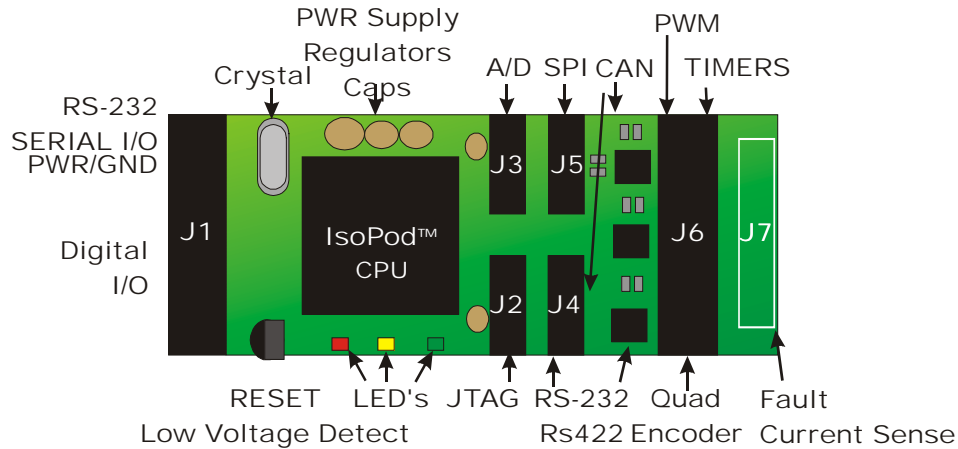 PWR Supply
Regulators
Caps
Crystal
A/D SPI CAN
PWM
TIMERS
RS-232
SERIAL I/O
PWR/GND
Digital
I/O
J1
IsoPod™
CPU
J3
J5
J2
J4
J6
J7
RESET LED's JTAG RS-232 Quad Fault
Low Voltage Detect Rs422 Encoder Current Sense